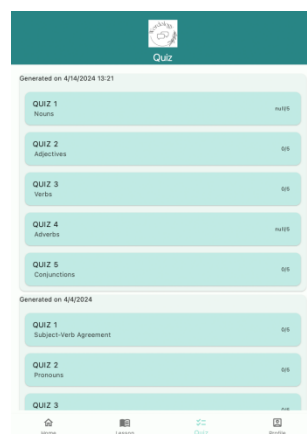 Quiz
Generated on 4/14/2024 13:21
QUIZ 1
null/5
Nouns
QUIZ 2
0/5
Adjectives
QUIZ 3
0/5
Verbs
QUIZ 4
null/5
Adverbs
QUIZ 5
0/5
Conjunctions
Generated on 4/4/2024
QUIZ 1
0/5
Subject-Verb Agreement
QUIZ 2
0/5
Pronouns
QUIZ 3
Home
Lesson
Quiz
Profile